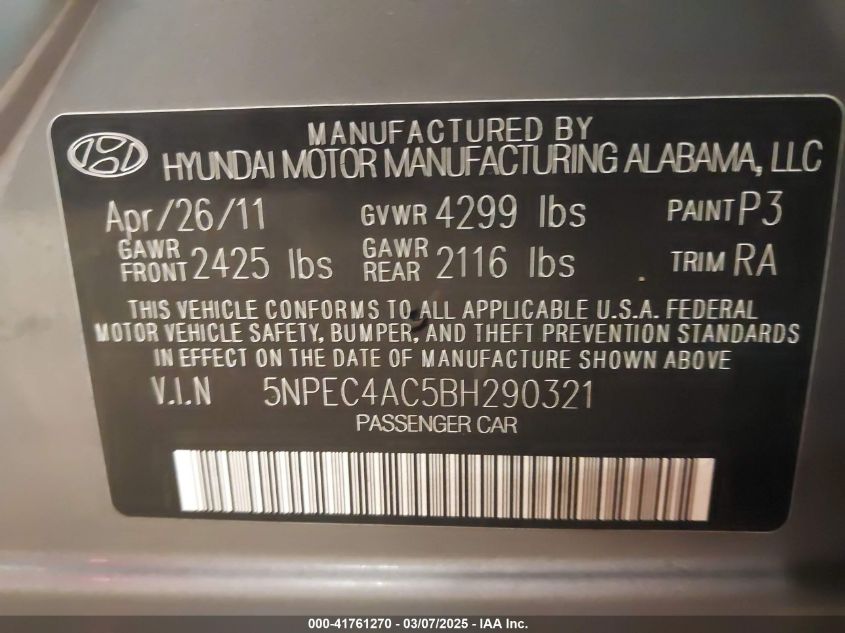 MANUFACTURED BY
HYUNDAI MOTOR MANUFACTURING ALABAMA, LLC
Apr/26/11 GVWR 4299 lbs PAINT P3
GAWR FRONT 2425 lbs GAWR REAR 2116 lbs TRIM RA
THIS VEHICLE CONFORMS TO ALL APPLICABLE U.S.A. FEDERAL
MOTOR VEHICLE SAFETY, BUMPER, AND THEFT PREVENTION STANDARDS
IN EFFECT ON THE DATE OF MANUFACTURE SHOWN ABOVE
V.I.N 5NPEC4AC5BH290321
PASSENGER CAR
000-41761270 - 03/07/2025 - IAA Inc.